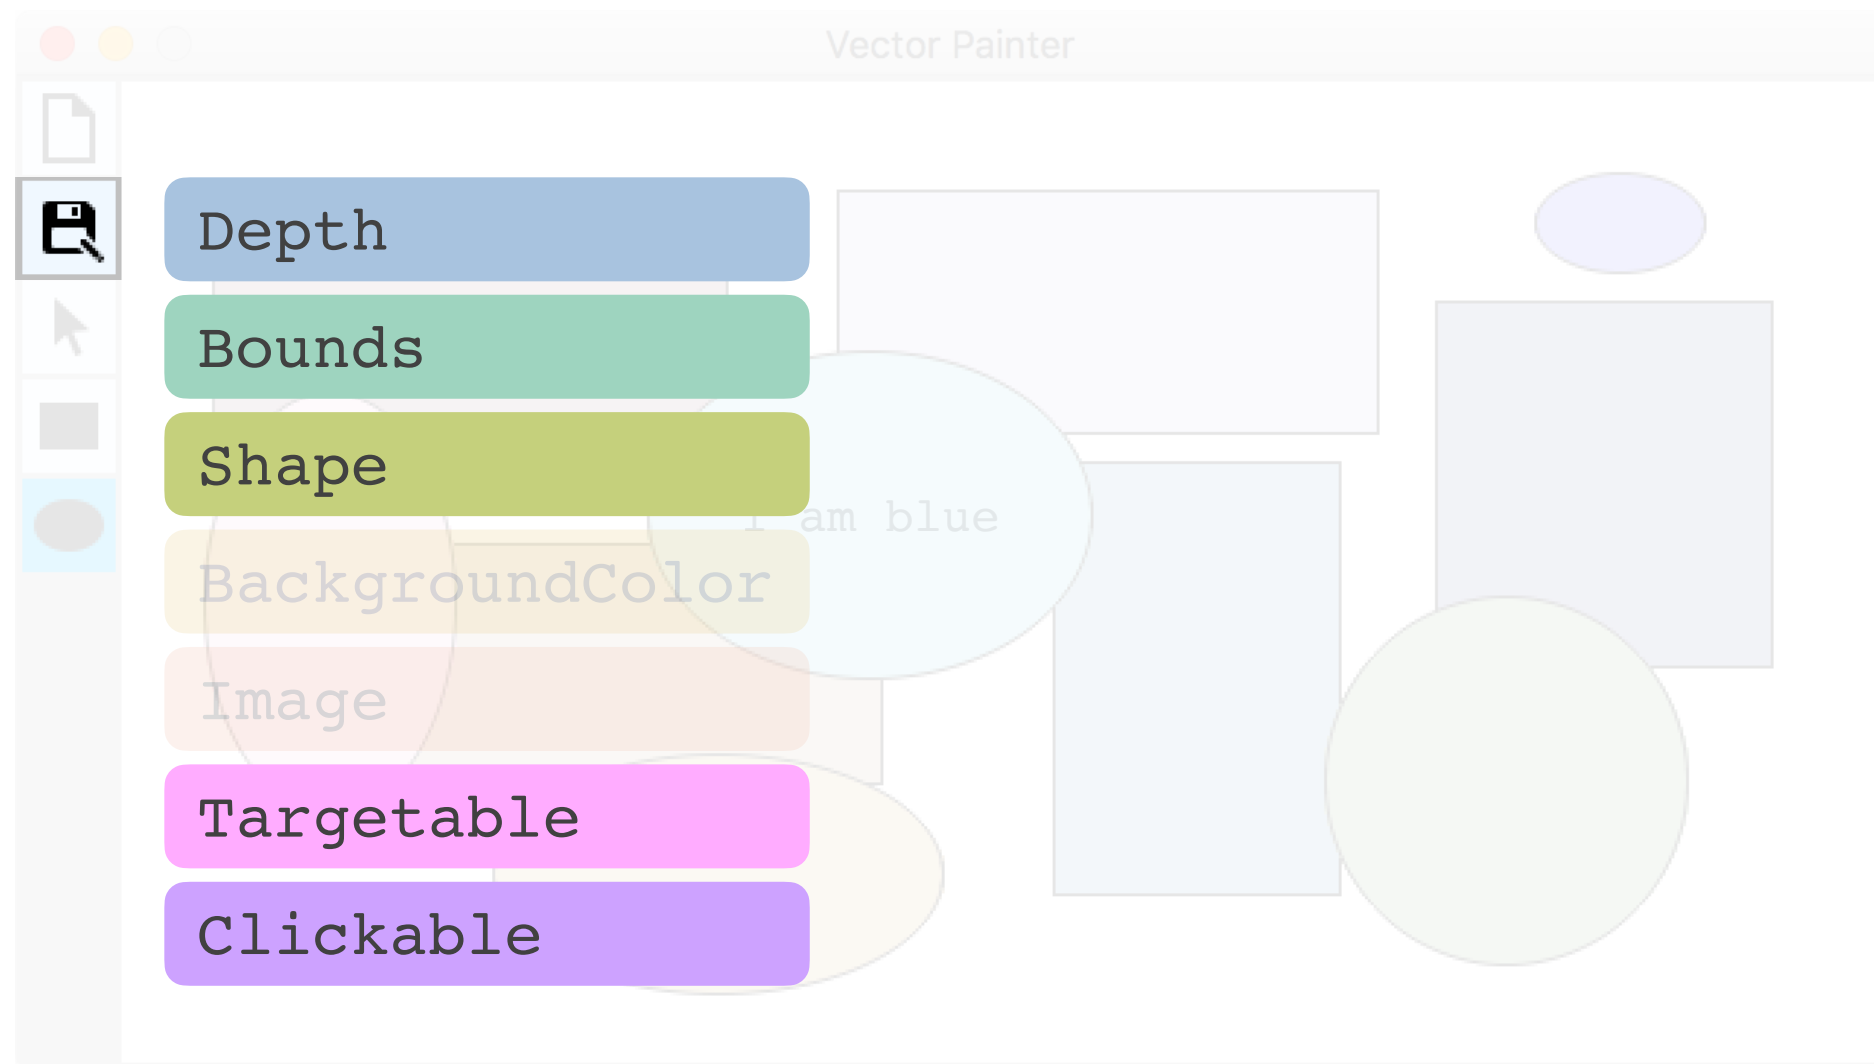 Vector Painter
Depth
Bounds
Shape
I am blue
BackgroundColor
Image
Targetable
Clickable